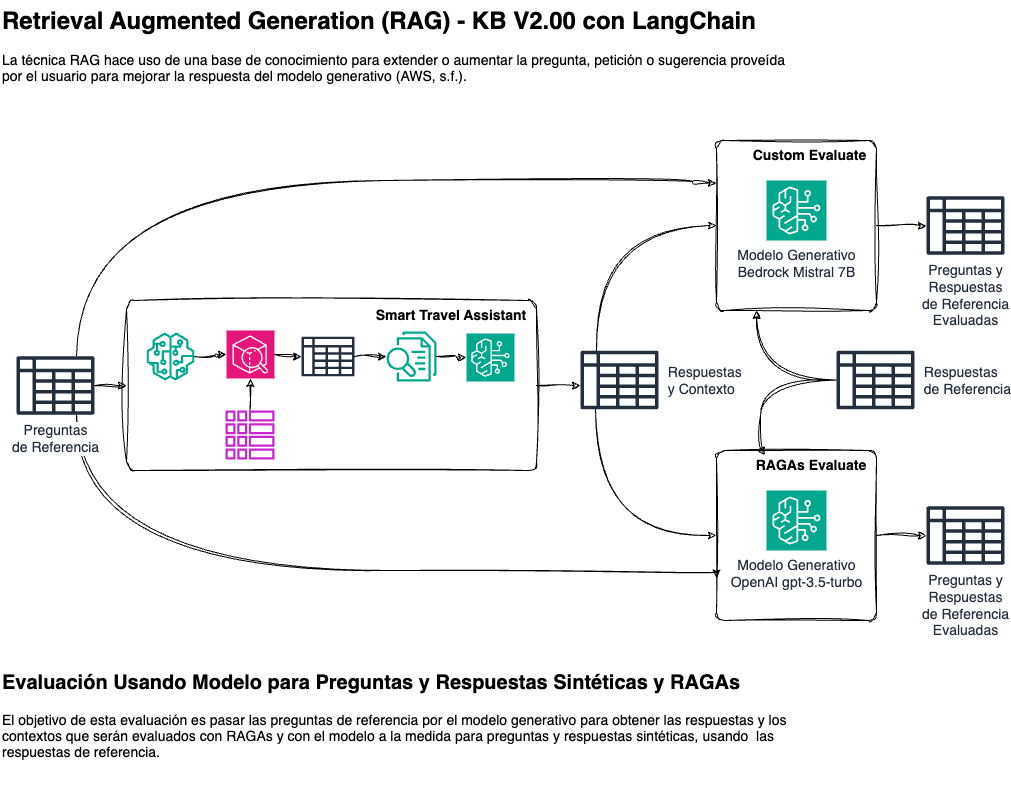 Retrieval Augmented Generation (RAG) - KB V2.00 con LangChain
La técnica RAG hace uso de una base de conocimiento para extender o aumentar la pregunta, petición o sugerencia proveída
por el usuario para mejorar la respuesta del modelo generativo (AWS, s.f.).
Custom Evaluate
Modelo Generativo
Bedrock Mistral 7B
Preguntas y
Respuestas
de Referencia
Evaluadas
Smart Travel Assistant
Preguntas
de Referencia
Respuestas
y Contexto
Respuestas
de Referencia
RAGAs Evaluate
Modelo Generativo
OpenAI gpt-3.5-turbo
Preguntas y
Respuestas
de Referencia
Evaluadas
Evaluación Usando Modelo para Preguntas y Respuestas Sintéticas y RAGAs
El objetivo de esta evaluación es pasar las preguntas de referencia por el modelo generativo para obtener las respuestas y los
contextos que serán evaluados con RAGAs y con el modelo a la medida para preguntas y respuestas sintéticas, usando  las
respuestas de referencia.